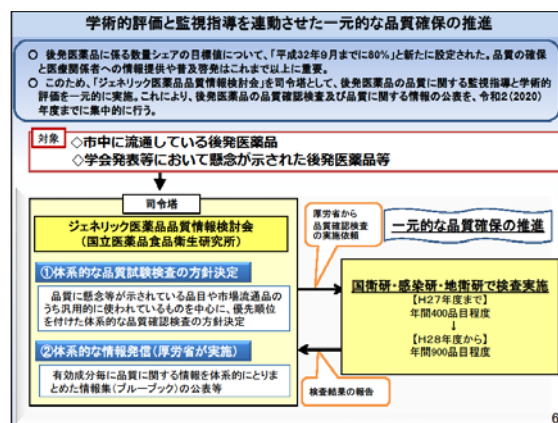 学術的評価と監視指導を連動させた一元的な品質確保の推進
○ 後発医薬品に係る数量シェアの目標値について、「平成32年9月までに80%」と新たに設定された。品質の確保
と医療関係者への情報提供や普及啓発はこれまで以上に重要。
○ このため、「ジェネリック医薬品品質情報検討会」を司令塔として、後発医薬品の品質に関する監視指導と学術的
評価を一元的に実施。これにより、後発医薬品の品質確認検査及び品質に関する情報の公表を、令和2(2020)
年度までに集中的に行う。
対象
◇市中に流通している後発医薬品
◇学会発表等において懸念が示された後発医薬品等
司令塔
ジェネリック医薬品品質情報検討会
(国立医薬品食品衛生研究所)
①体系的な品質試験検査の方針決定
品質に懸念等が示されている品目や市場流通品の
うち汎用的に使われているものを中心に、優先順位
を付けた体系的な品質確認検査の方針決定
②体系的な情報発信(厚労省が実施)
有効成分毎に品質に関する情報を体系的にとりま
とめた情報集(ブルーブック)の公表等
厚労省から
品質確認検査
の実施依頼
一元的な品質確保の推進
国衛研・感染研・地衛研で検査実施
【H27年度まで】
年間400品目程度
↓
【H28年度から】
年間900品目程度
検査結果の報告
6